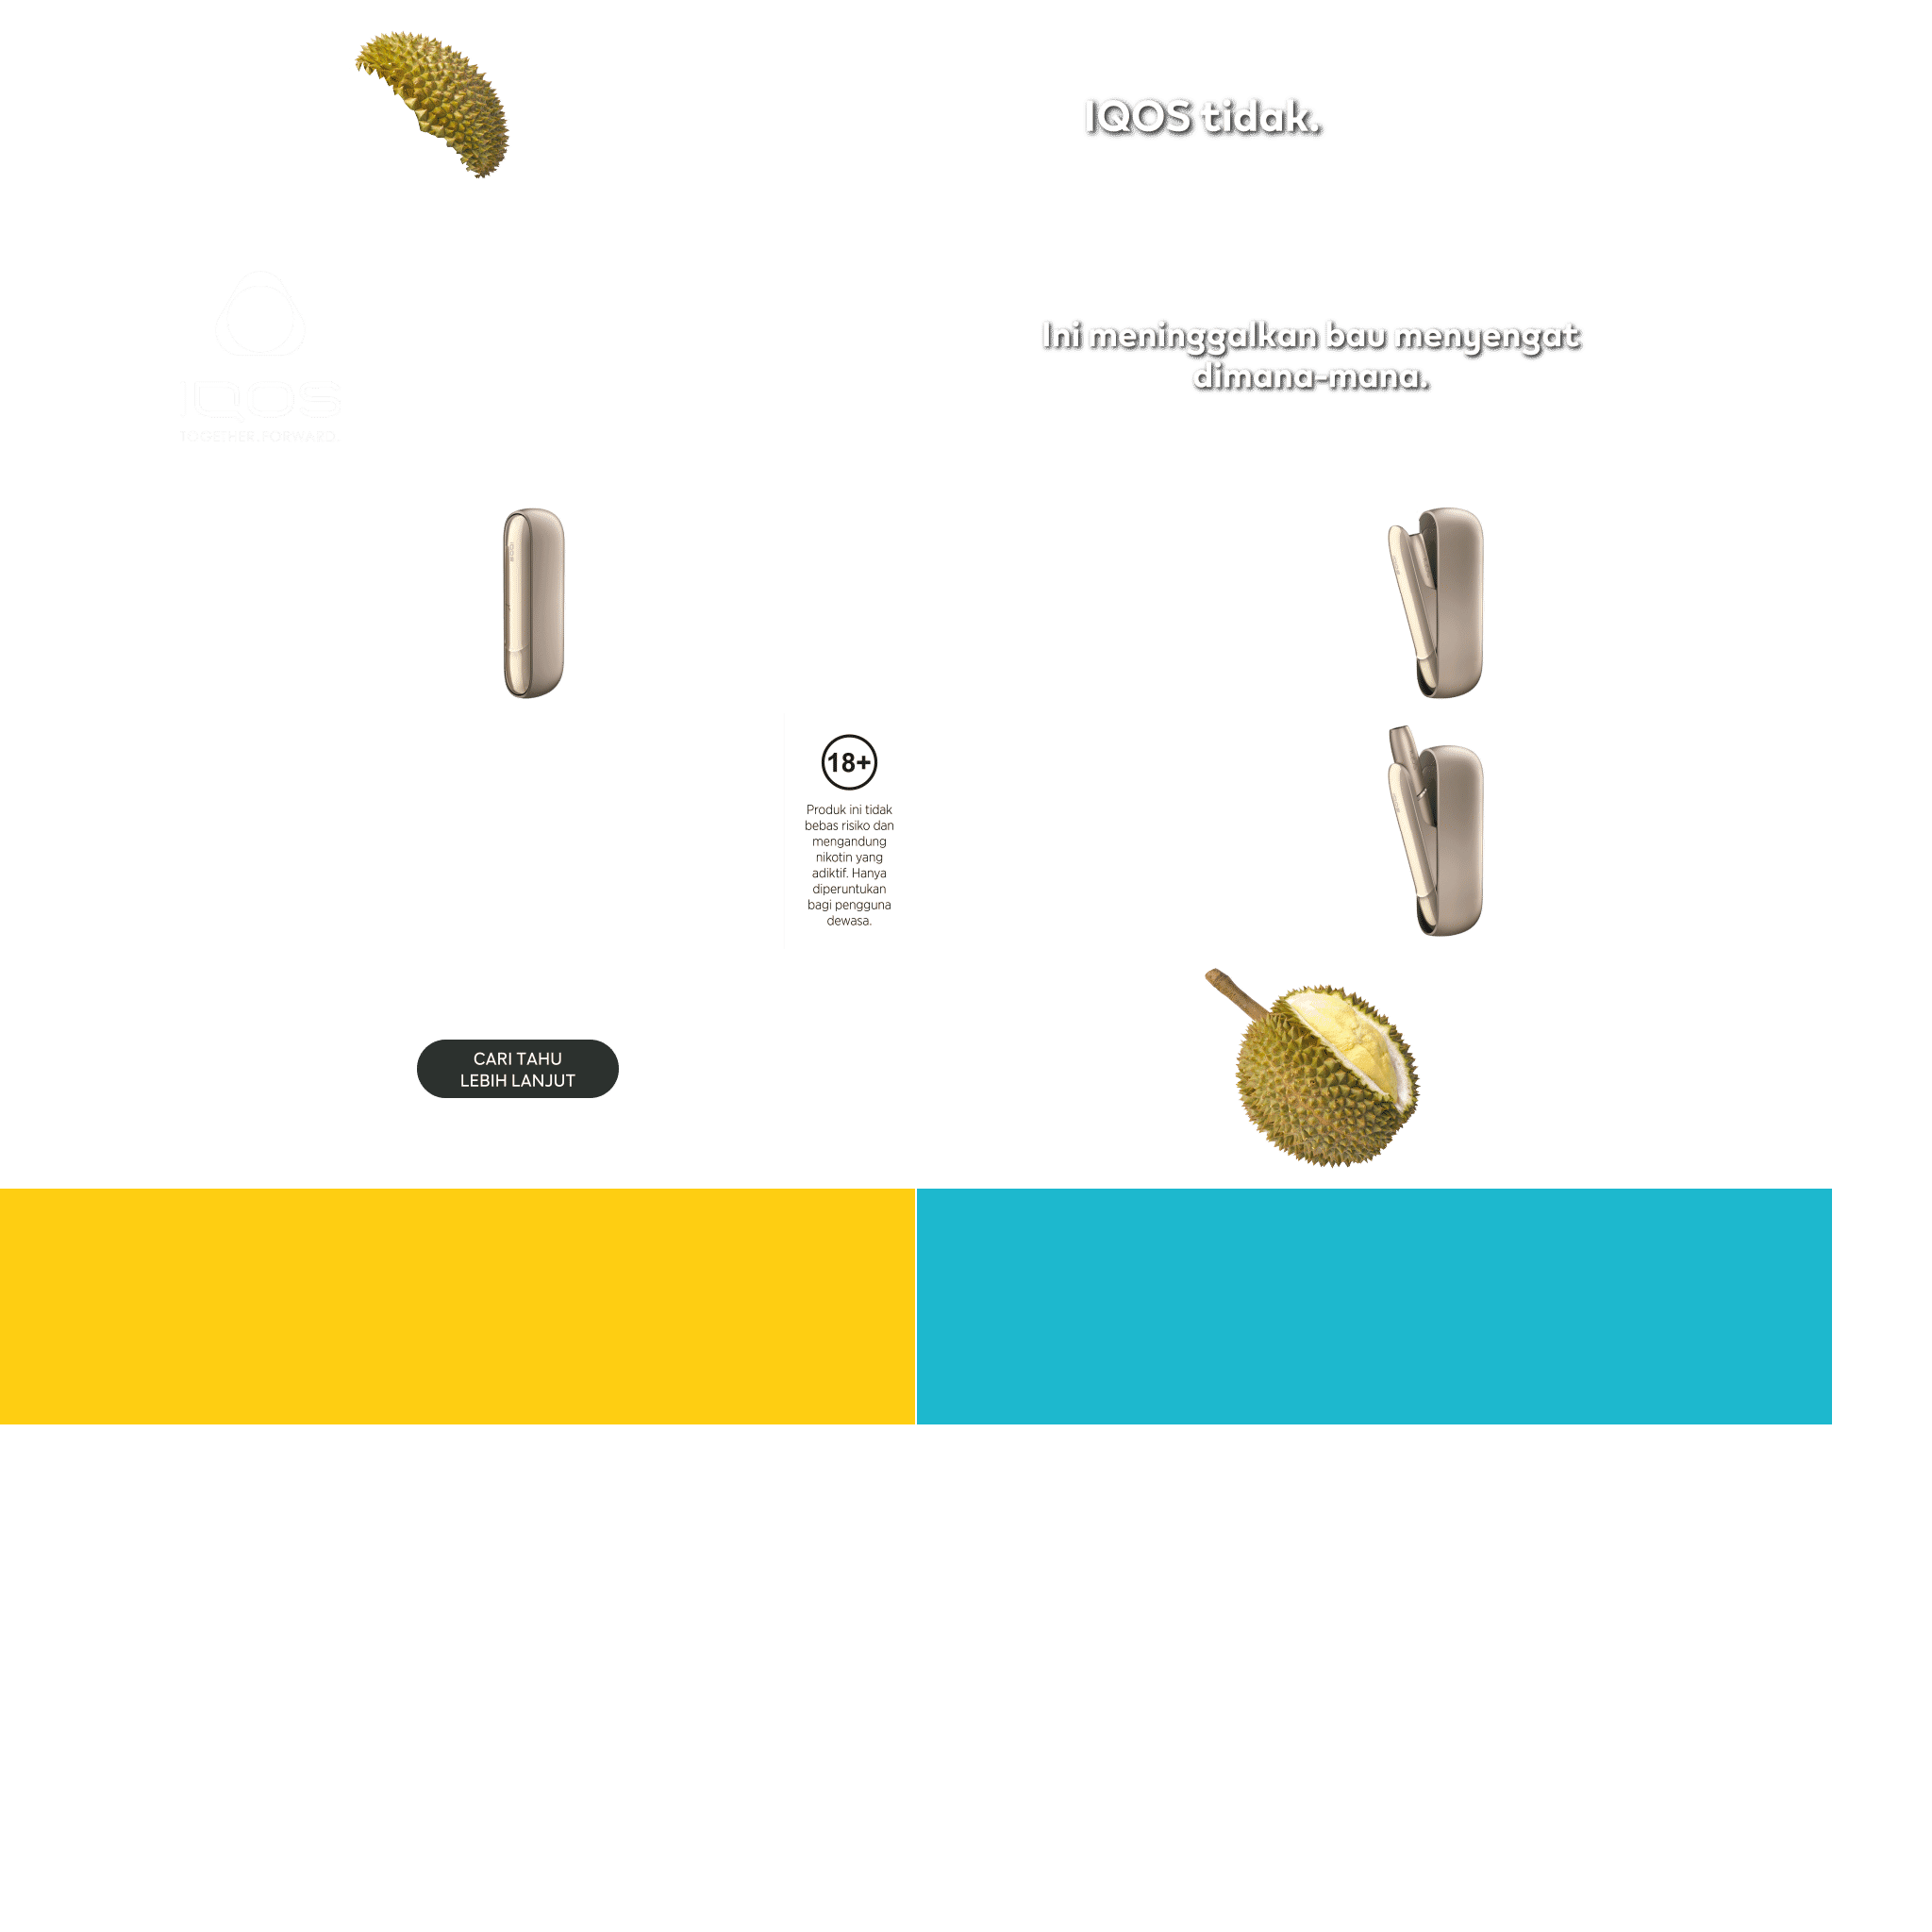 IQOS tidak.
Ini meninggalkan bau menyengat
dimana-mana.
IQOS
TOGETHER. FORWARD.
18+
Produk ini tidak
bebas risiko dan
mengandung
nikotin yang
adiktif. Hanya
diperuntukan
bagi pengguna
dewasa.
CARI TAHU
LEBIH LANJUT